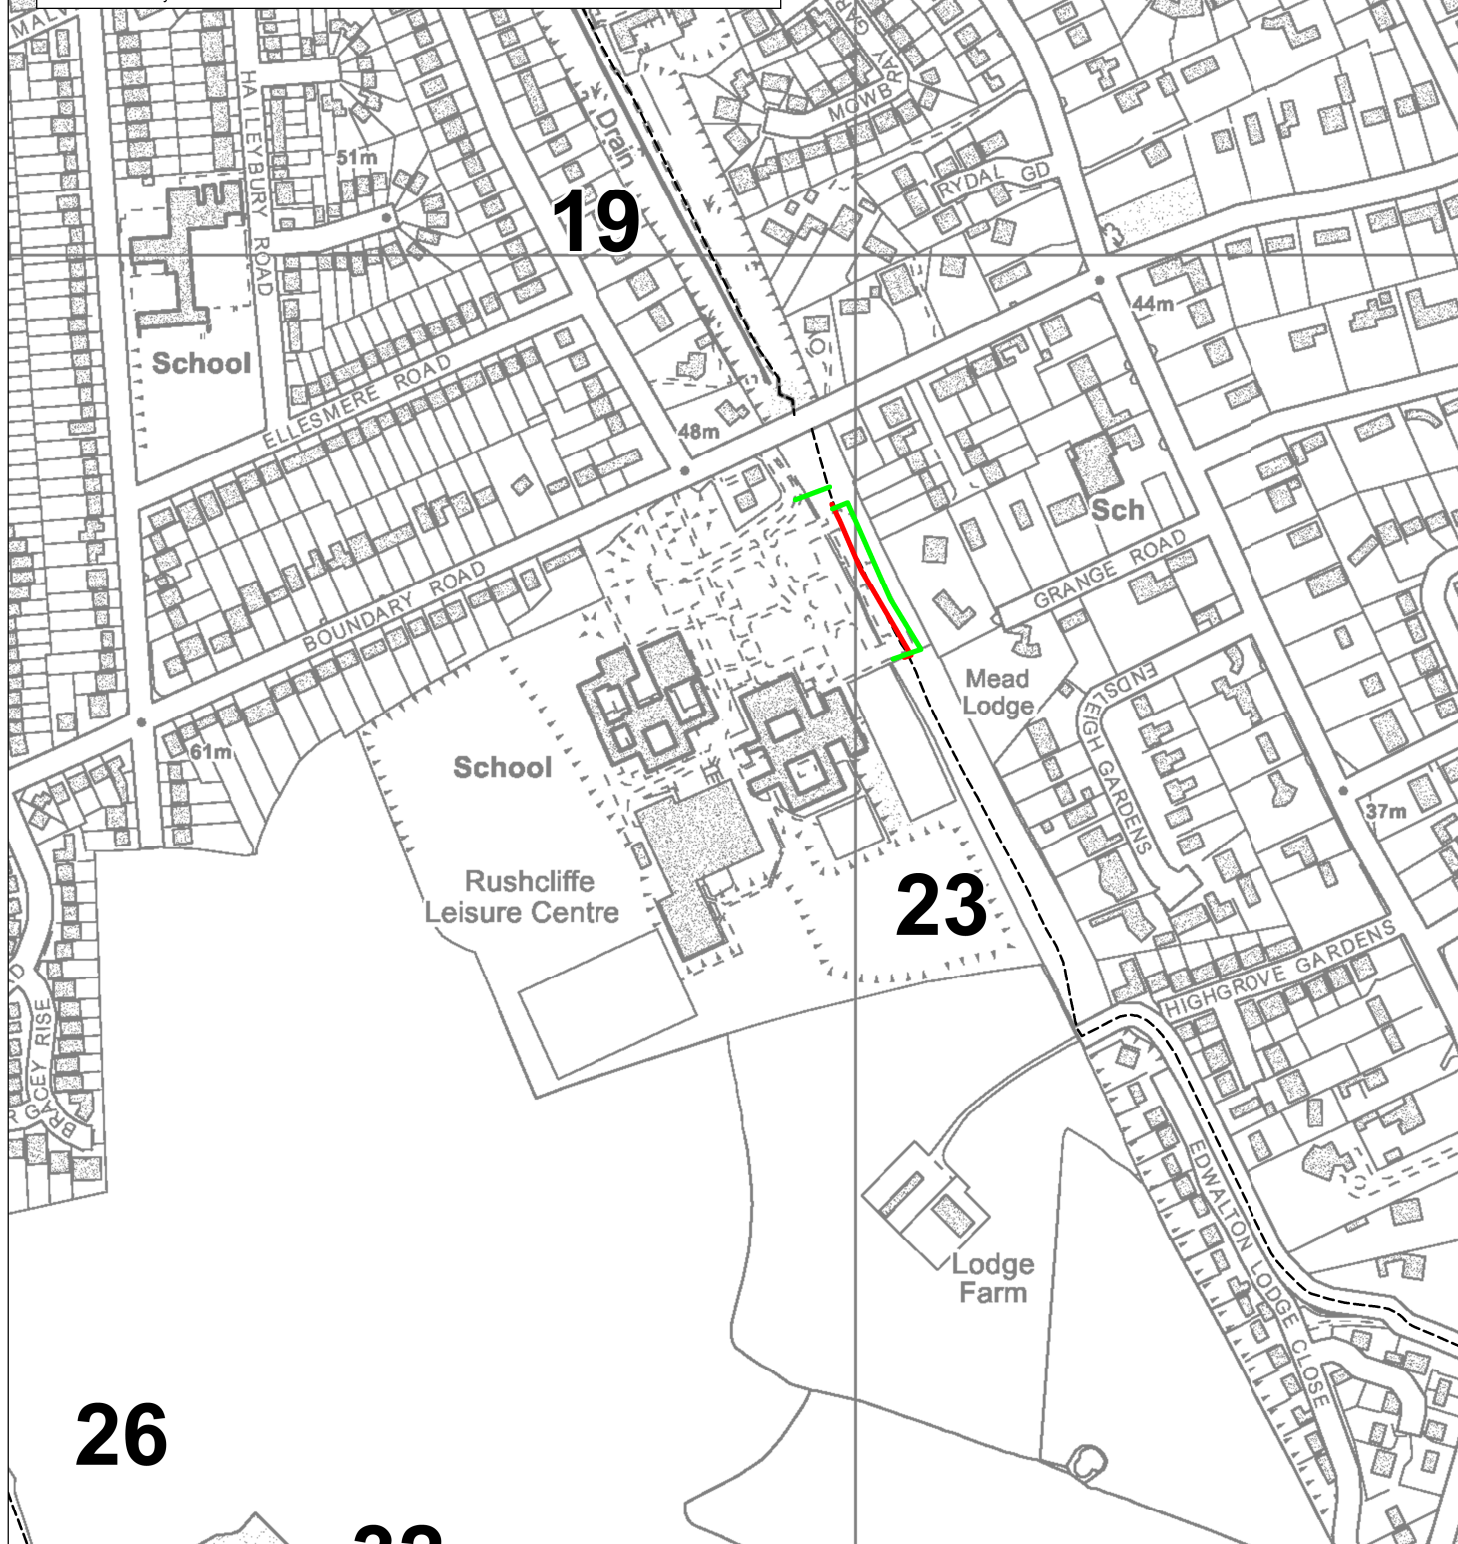 HAILEYBURY ROAD
51m
Drain
RYDAL GD
19
44m
School
ELLESMERE ROAD
48m
Sch
GRANGE ROAD
BOUNDARY ROAD
Mead
Lodge
ENDSLEIGH GARDENS
61m
School
37m
Rushcliffe
Leisure Centre
23
HIGHGROVE GARDENS
BRACEY RISE
EDWALTON LODGE CLOSE
Lodge
Farm
26